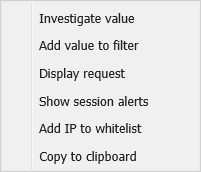 Investigate value
Add value to filter
Display request
Show session alerts
Add IP to whitelist
Copy to clipboard